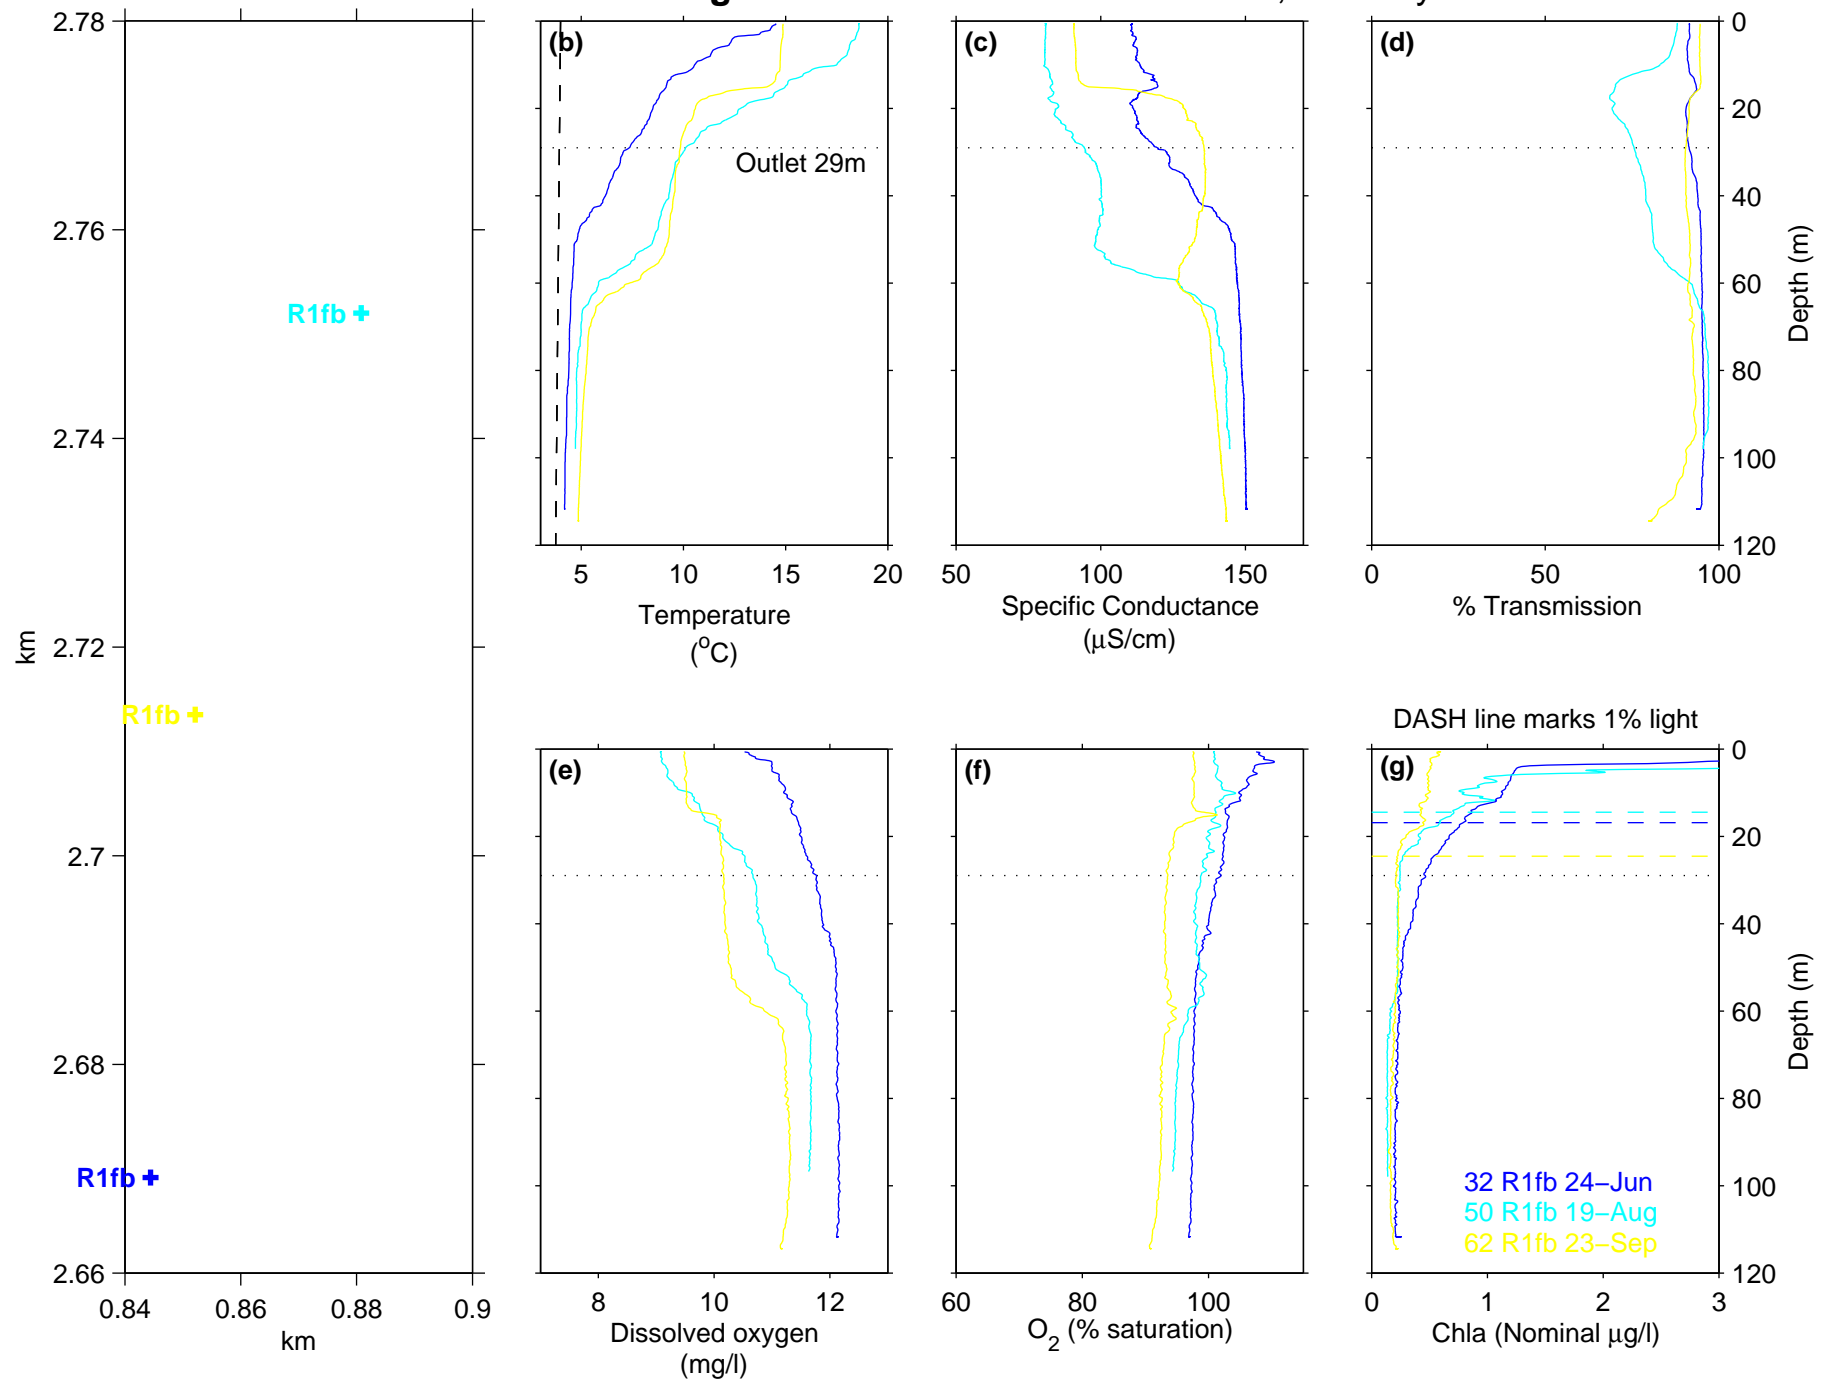 2.78
2.76
2.74
2.72
2.7
2.68
2.66
km
0.84 0.86 0.88 0.9
km
R1fb
R1fb
R1fb
(b)
Outlet 29m
5 10 15 20
Temperature
(°C)
(c)
50 100 150
Specific Conductance
(µS/cm)
(d)
0 50 100
% Transmission
0
20
40
60
80
100
120
Depth (m)
(e)
8 10 12
Dissolved oxygen
(mg/l)
(f)
60 80 100
O2 (% saturation)
DASH line marks 1% light
(g)
32 R1fb 24–Jun
50 R1fb 19–Aug
62 R1fb 23–Sep
0 1 2 3
Chla (Nominal µg/l)
0
20
40
60
80
100
120
Depth (m)